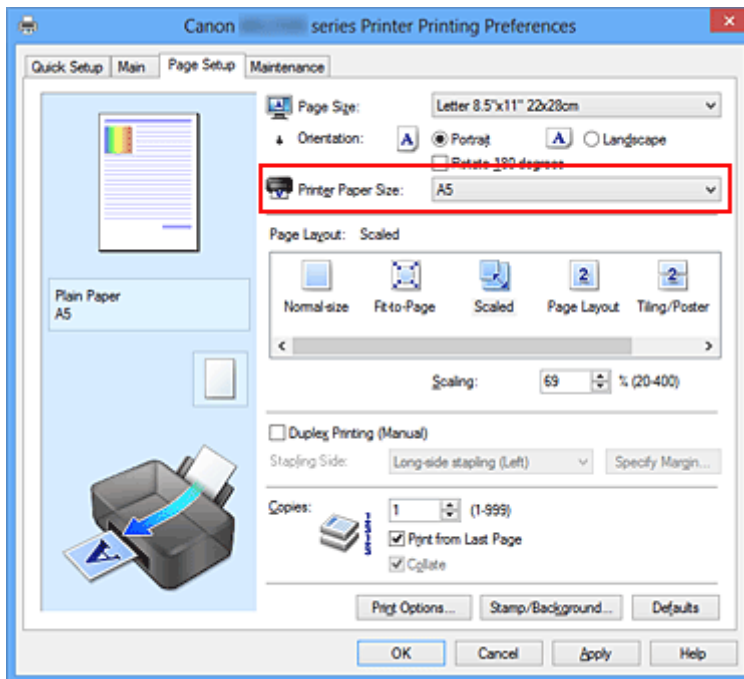 Canon series Printer Printing Preferences
Quick Setup Main Page Setup Maintenance
Page Size: Letter 8.5"x11" 22x28cm
Orientation: A Portrait A Landscape
Rotate 180 degrees
Printer Paper Size: A5
Page Layout: Scaled
Normal-size Fit-to-Page Scaled Page Layout Tiling/Poster
Plain Paper
A5
Scaling: 69 % (20-400)
Duplex Printing (Manual)
Stapling Side: Long-side stapling (Left) Specify Margin...
Copies: 1 (1-999)
Print from Last Page
Collate
Print Options... Stamp/Background... Defaults
OK Cancel Apply Help